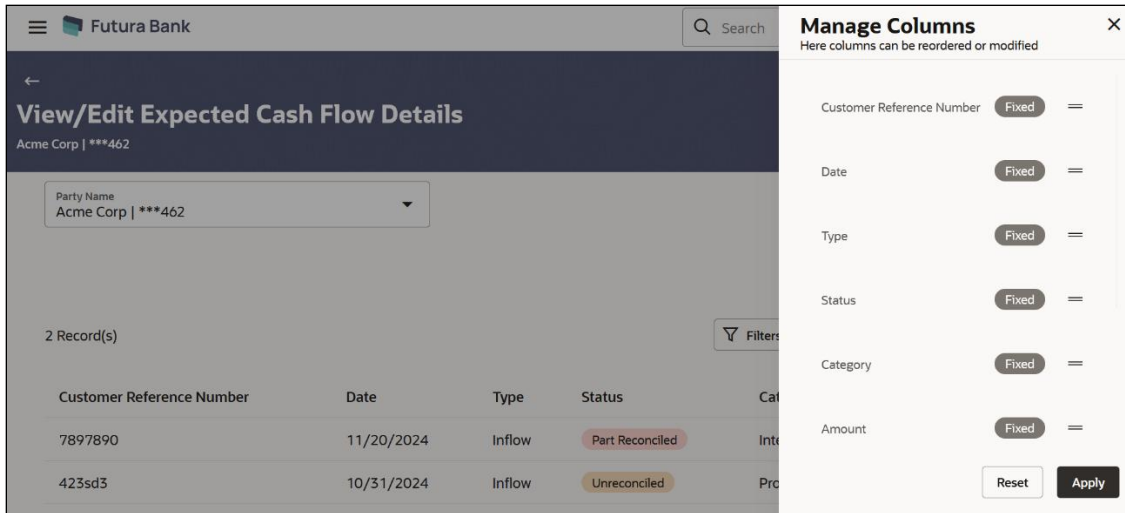 Futura Bank
Search
View/Edit Expected Cash Flow Details
Acme Corp | ***462
Party Name
Acme Corp | ***462
2 Record(s)
Filters
Customer Reference Number Date Type Status
7897890 11/20/2024 Inflow Part Reconciled
423sd3 10/31/2024 Inflow Unreconciled
Manage Columns
Here columns can be reordered or modified
Customer Reference Number Fixed
Date Fixed
Type Fixed
Status Fixed
Category Fixed
Amount Fixed
Reset Apply